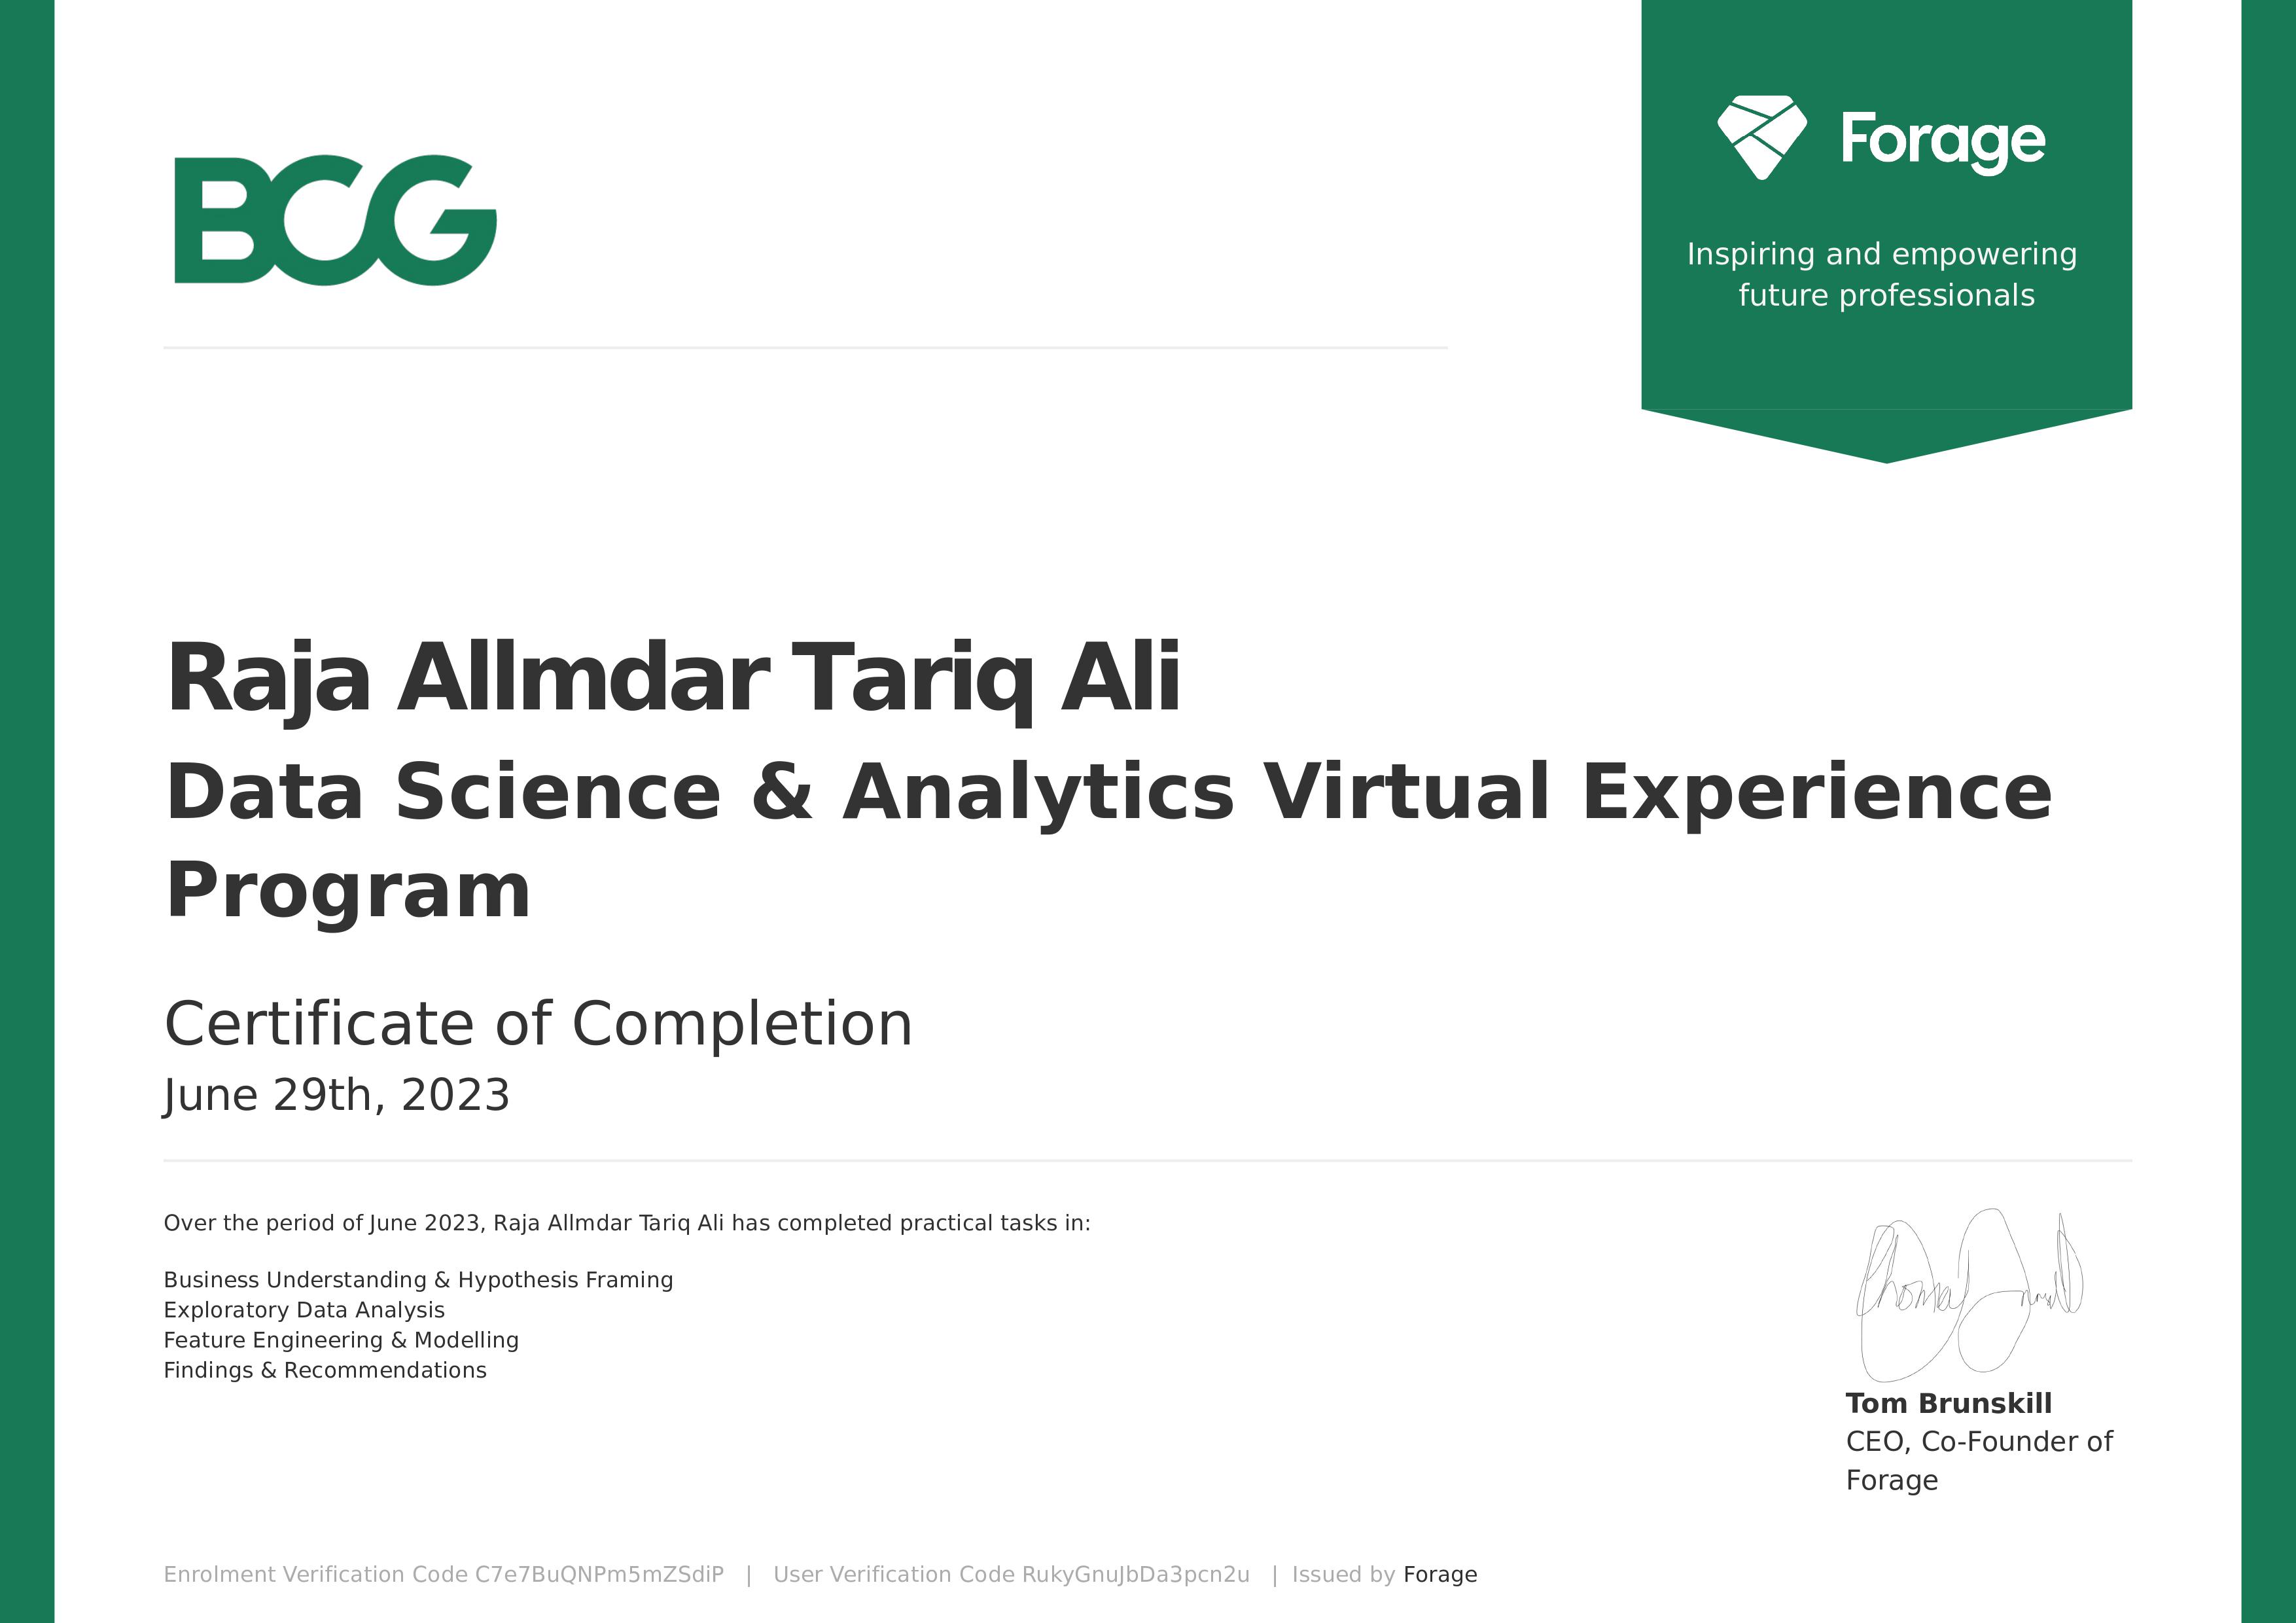 BCG
Forage
Inspiring and empowering
future professionals
Raja Allmdar Tariq Ali
Data Science & Analytics Virtual Experience
Program
Certificate of Completion
June 29th, 2023
Over the period of June 2023, Raja Allmdar Tariq Ali has completed practical tasks in:
Business Understanding & Hypothesis Framing
Exploratory Data Analysis
Feature Engineering & Modelling
Findings & Recommendations
Tom Brunskill
CEO, Co-Founder of
Forage
Enrolment Verification Code C7e7BuQNPm5mZSdiP | User Verification Code RukyGnuJbDa3pcn2u | Issued by Forage